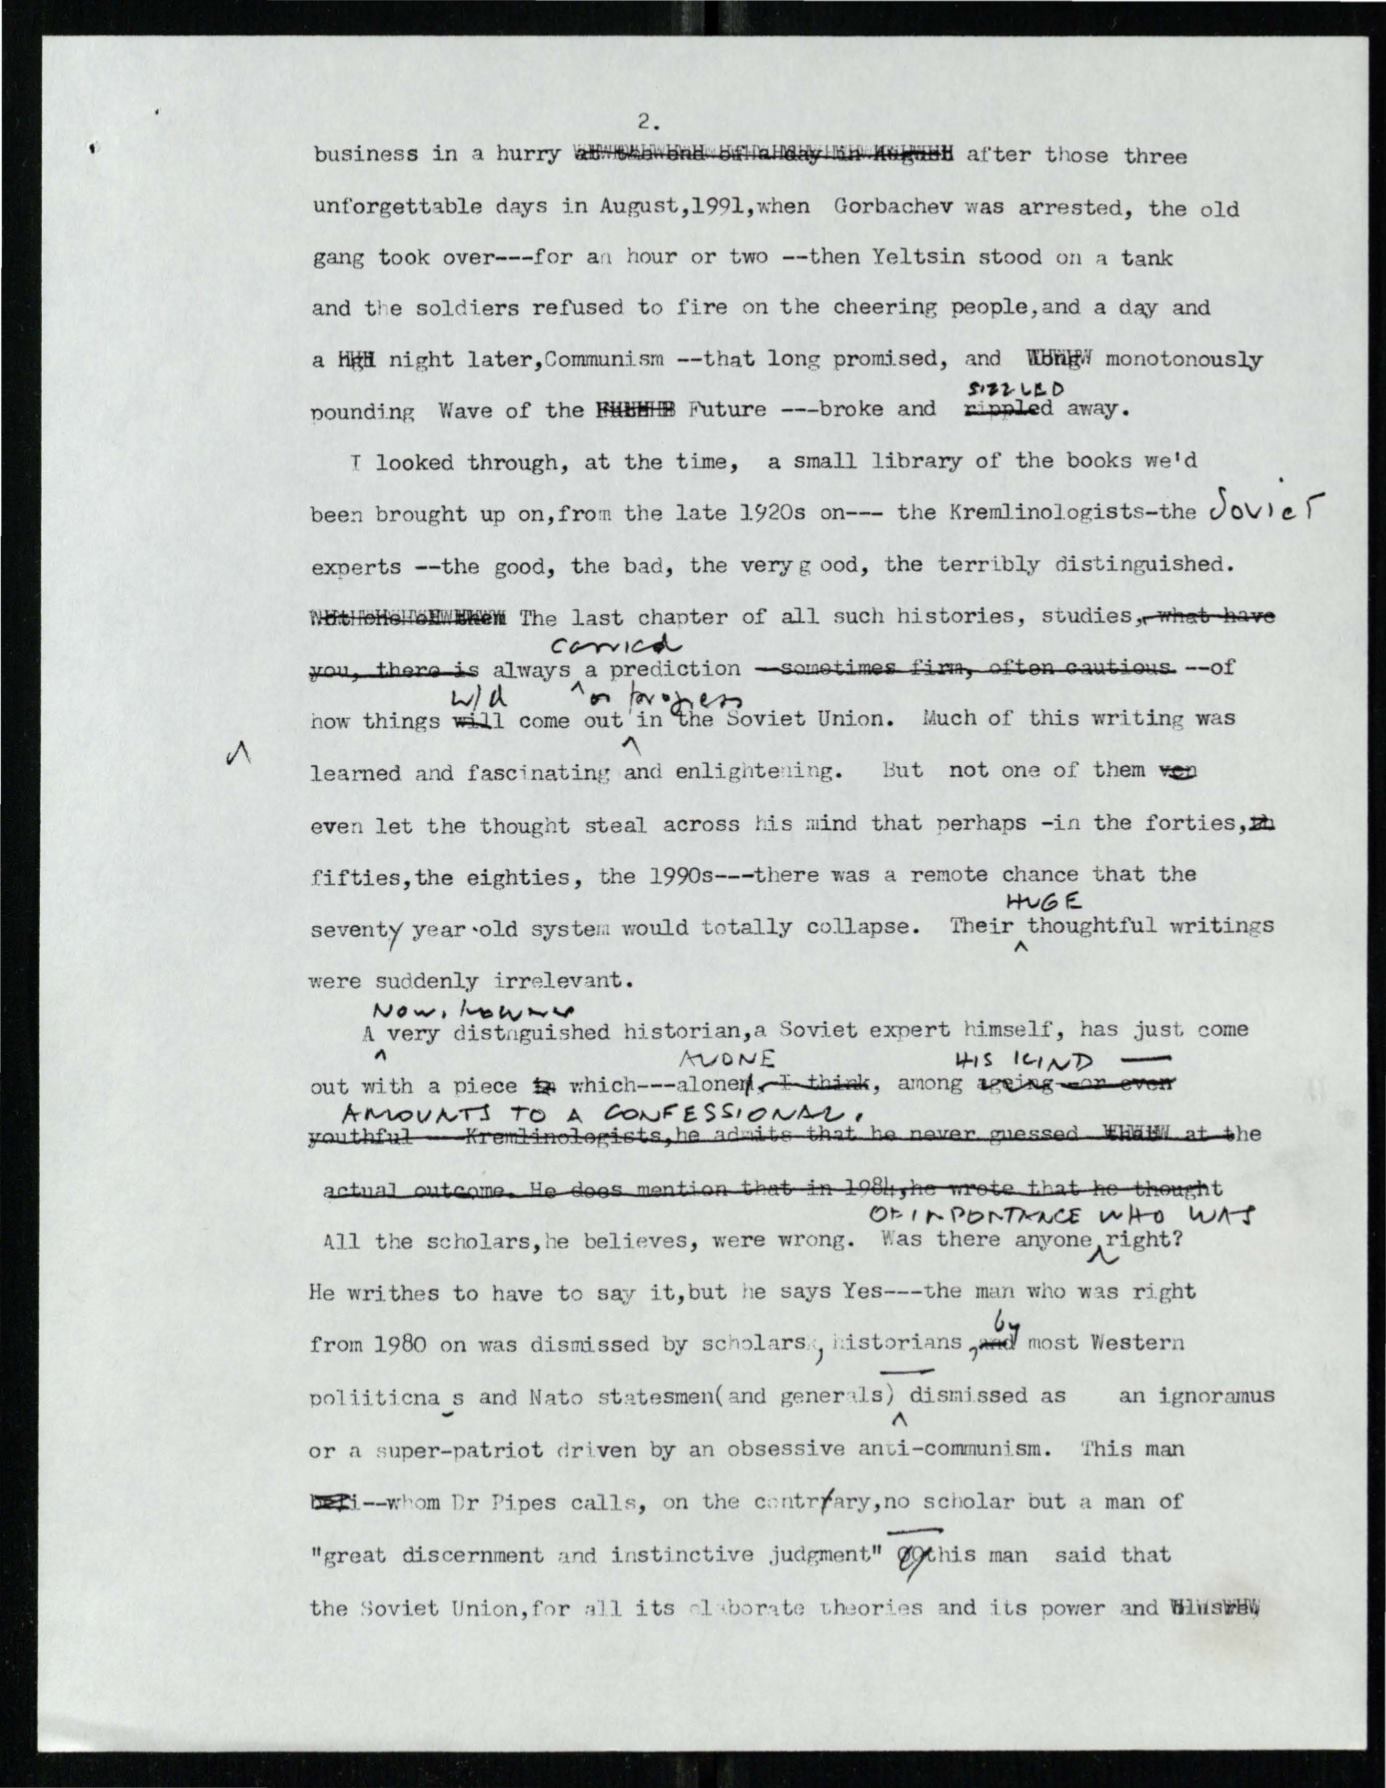 2.
business in a hurry at the end of a day in August after those three
unforgettable days in August,1991,when Gorbachev was arrested, the old
gang took over---for an hour or two --then Yeltsin stood on a tank
and the soldiers refused to fire on the cheering people,and a day and
a night later,Communism --that long promised, and monotonously
SIZZLED
pounding Wave of the Future ---broke and rippled away.
I looked through, at the time, a small library of the books we'd
been brought up on,from the late 1920s on--- the Kremlinologists-the Soviet
experts --the good, the bad, the very g ood, the terribly distinguished.
Not one of them The last chapter of all such histories, studies, what have
carried
you, there is always a prediction --sometimes firm, often cautious --of
w/d or progress
how things will come out in the Soviet Union. Much of this writing was
learned and fascinating and enlightening. But not one of them ven
even let the thought steal across his mind that perhaps -in the forties,th
fifties,the eighties, the 1990s---there was a remote chance that the
HUGE
seventy year old system would totally collapse. Their thoughtful writings
were suddenly irrelevant.
Now, however
A very distnguished historian,a Soviet expert himself, has just come
ALONE HIS KIND —
out with a piece in which---alone, I think, among ageing -or even
AMOUNTS TO A CONFESSIONAL.
youthful -- Kremlinologists,he admits that he never guessed at the
actual outcome. He does mention that in 1984,he wrote that he thought
OF IMPORTANCE WHO WAS
All the scholars,he believes, were wrong. Was there anyone right?
He writhes to have to say it,but he says Yes---the man who was right
by
from 1980 on was dismissed by scholars, historians ,and most Western
poliiticna s and Nato statesmen(and generals) dismissed as an ignoramus
or a super-patriot driven by an obsessive anti-communism. This man
--whom Dr Pipes calls, on the contrary,no scholar but a man of
"great discernment and instinctive judgment" this man said that
the Soviet Union,for all its elaborate theories and its power and